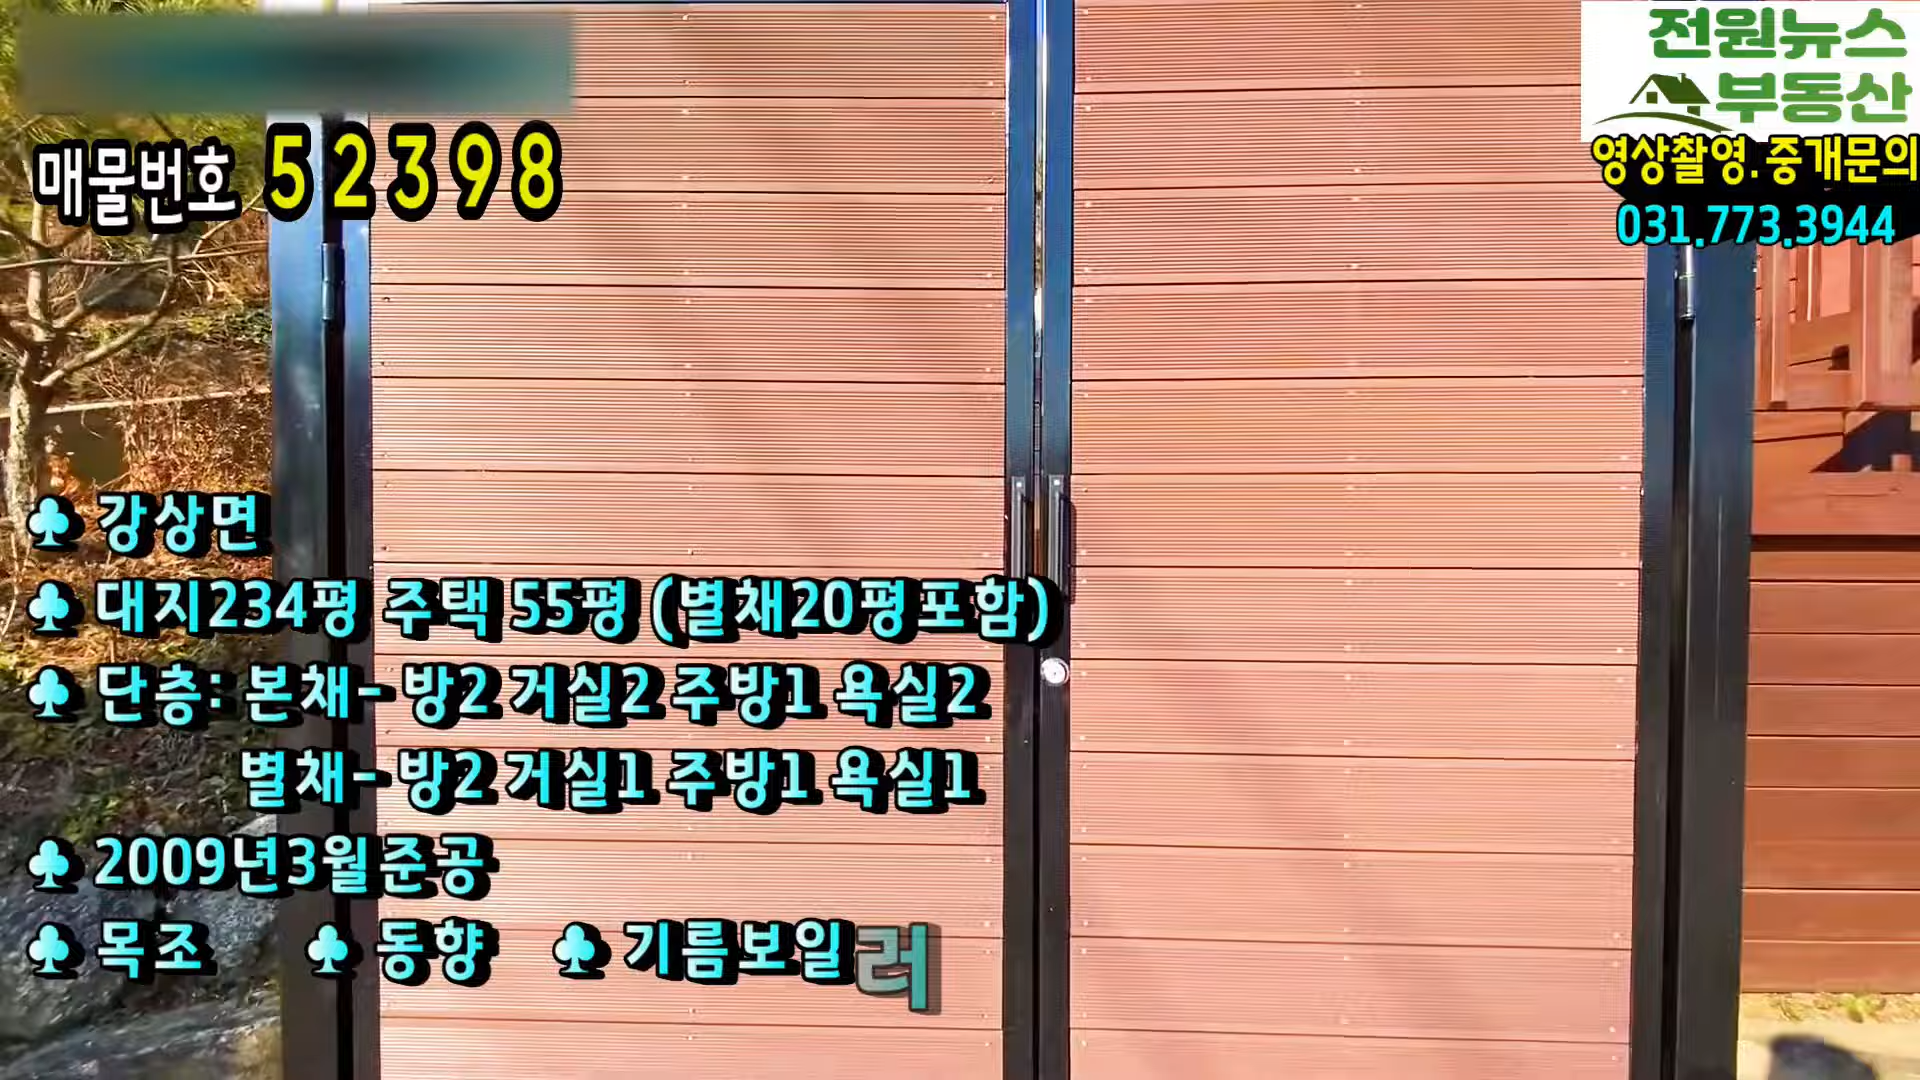 전원뉴스
부동산
영상촬영.중개문의
031.773.3944
매물번호 52398
♣ 강상면
♣ 대지234평 주택 55평 (별채20평포함)
♣ 단층: 본채- 방2 거실2 주방1 욕실2
별채- 방2 거실1 주방1 욕실1
♣ 2009년3월준공
♣ 목조 ♣ 동향 ♣ 기름보일러